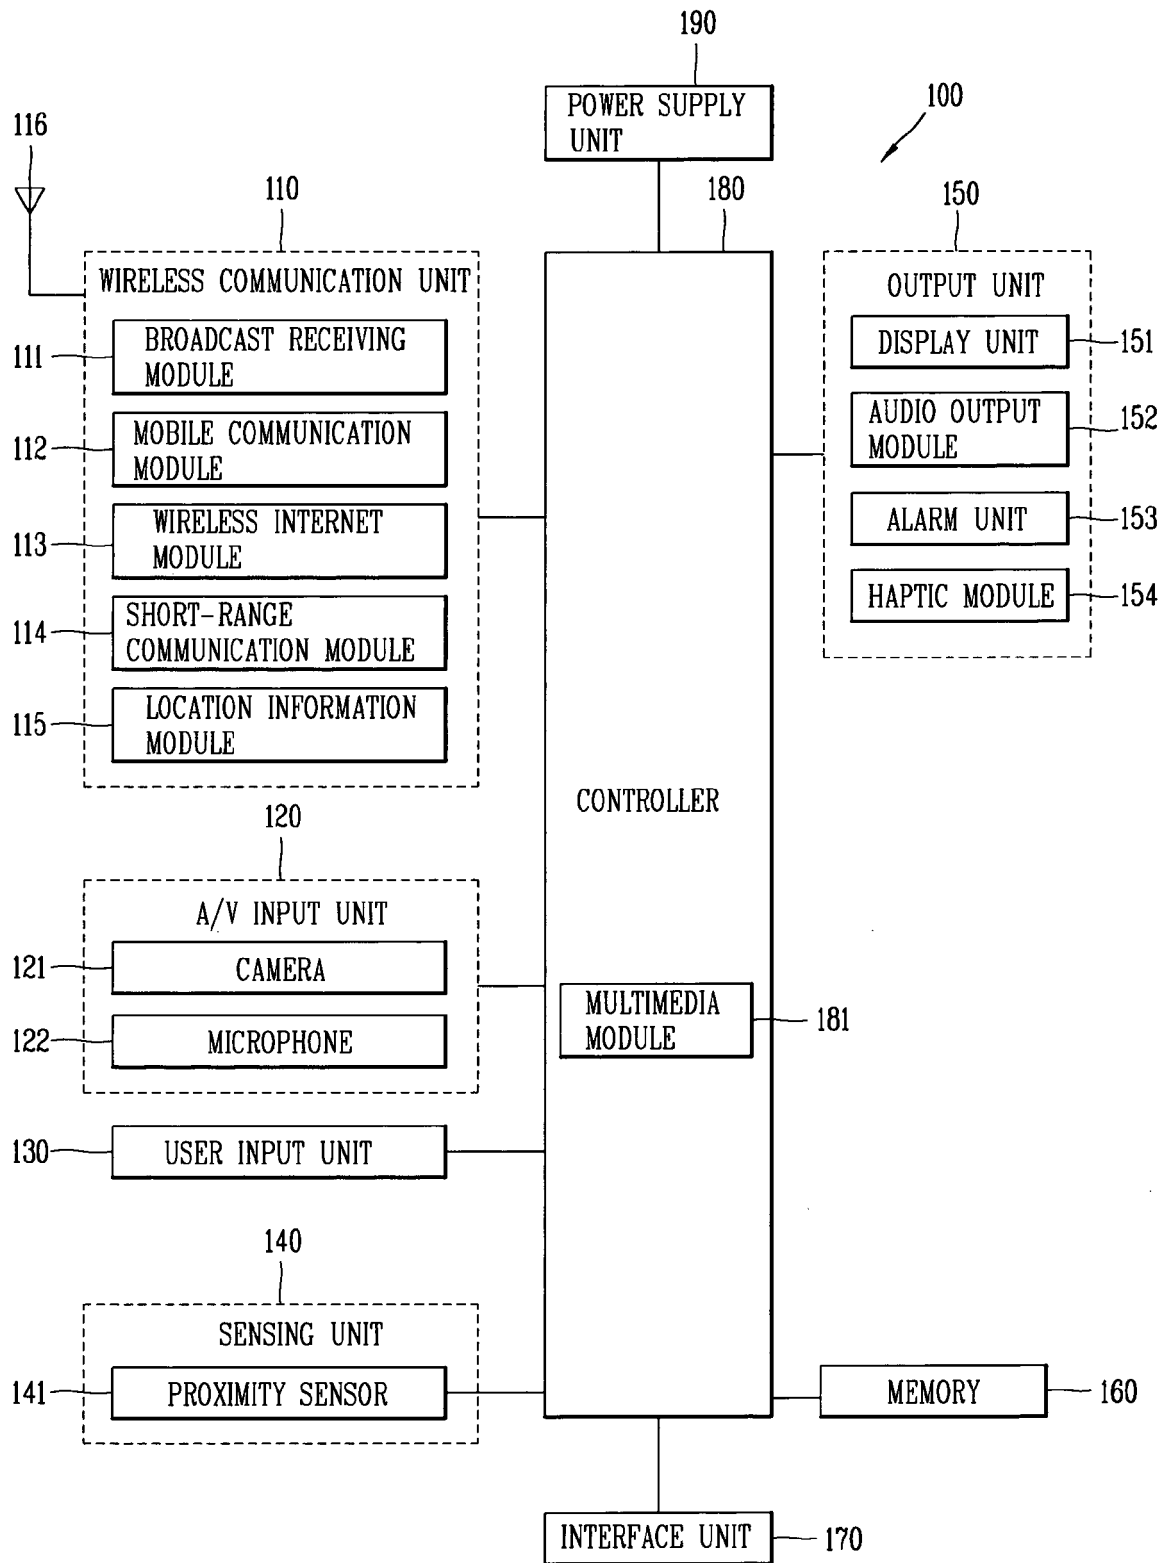 190
POWER SUPPLY
UNIT
100
116
110
180
150
WIRELESS COMMUNICATION UNIT
111
BROADCAST RECEIVING
MODULE
112
MOBILE COMMUNICATION
MODULE
113
WIRELESS INTERNET
MODULE
114
SHORT-RANGE
COMMUNICATION MODULE
115
LOCATION INFORMATION
MODULE
OUTPUT UNIT
DISPLAY UNIT
151
AUDIO OUTPUT
MODULE
152
ALARM UNIT
153
HAPTIC MODULE
154
CONTROLLER
120
A/V INPUT UNIT
121
CAMERA
122
MICROPHONE
MULTIMEDIA
MODULE
181
130
USER INPUT UNIT
140
SENSING UNIT
141
PROXIMITY SENSOR
MEMORY
160
INTERFACE UNIT
170